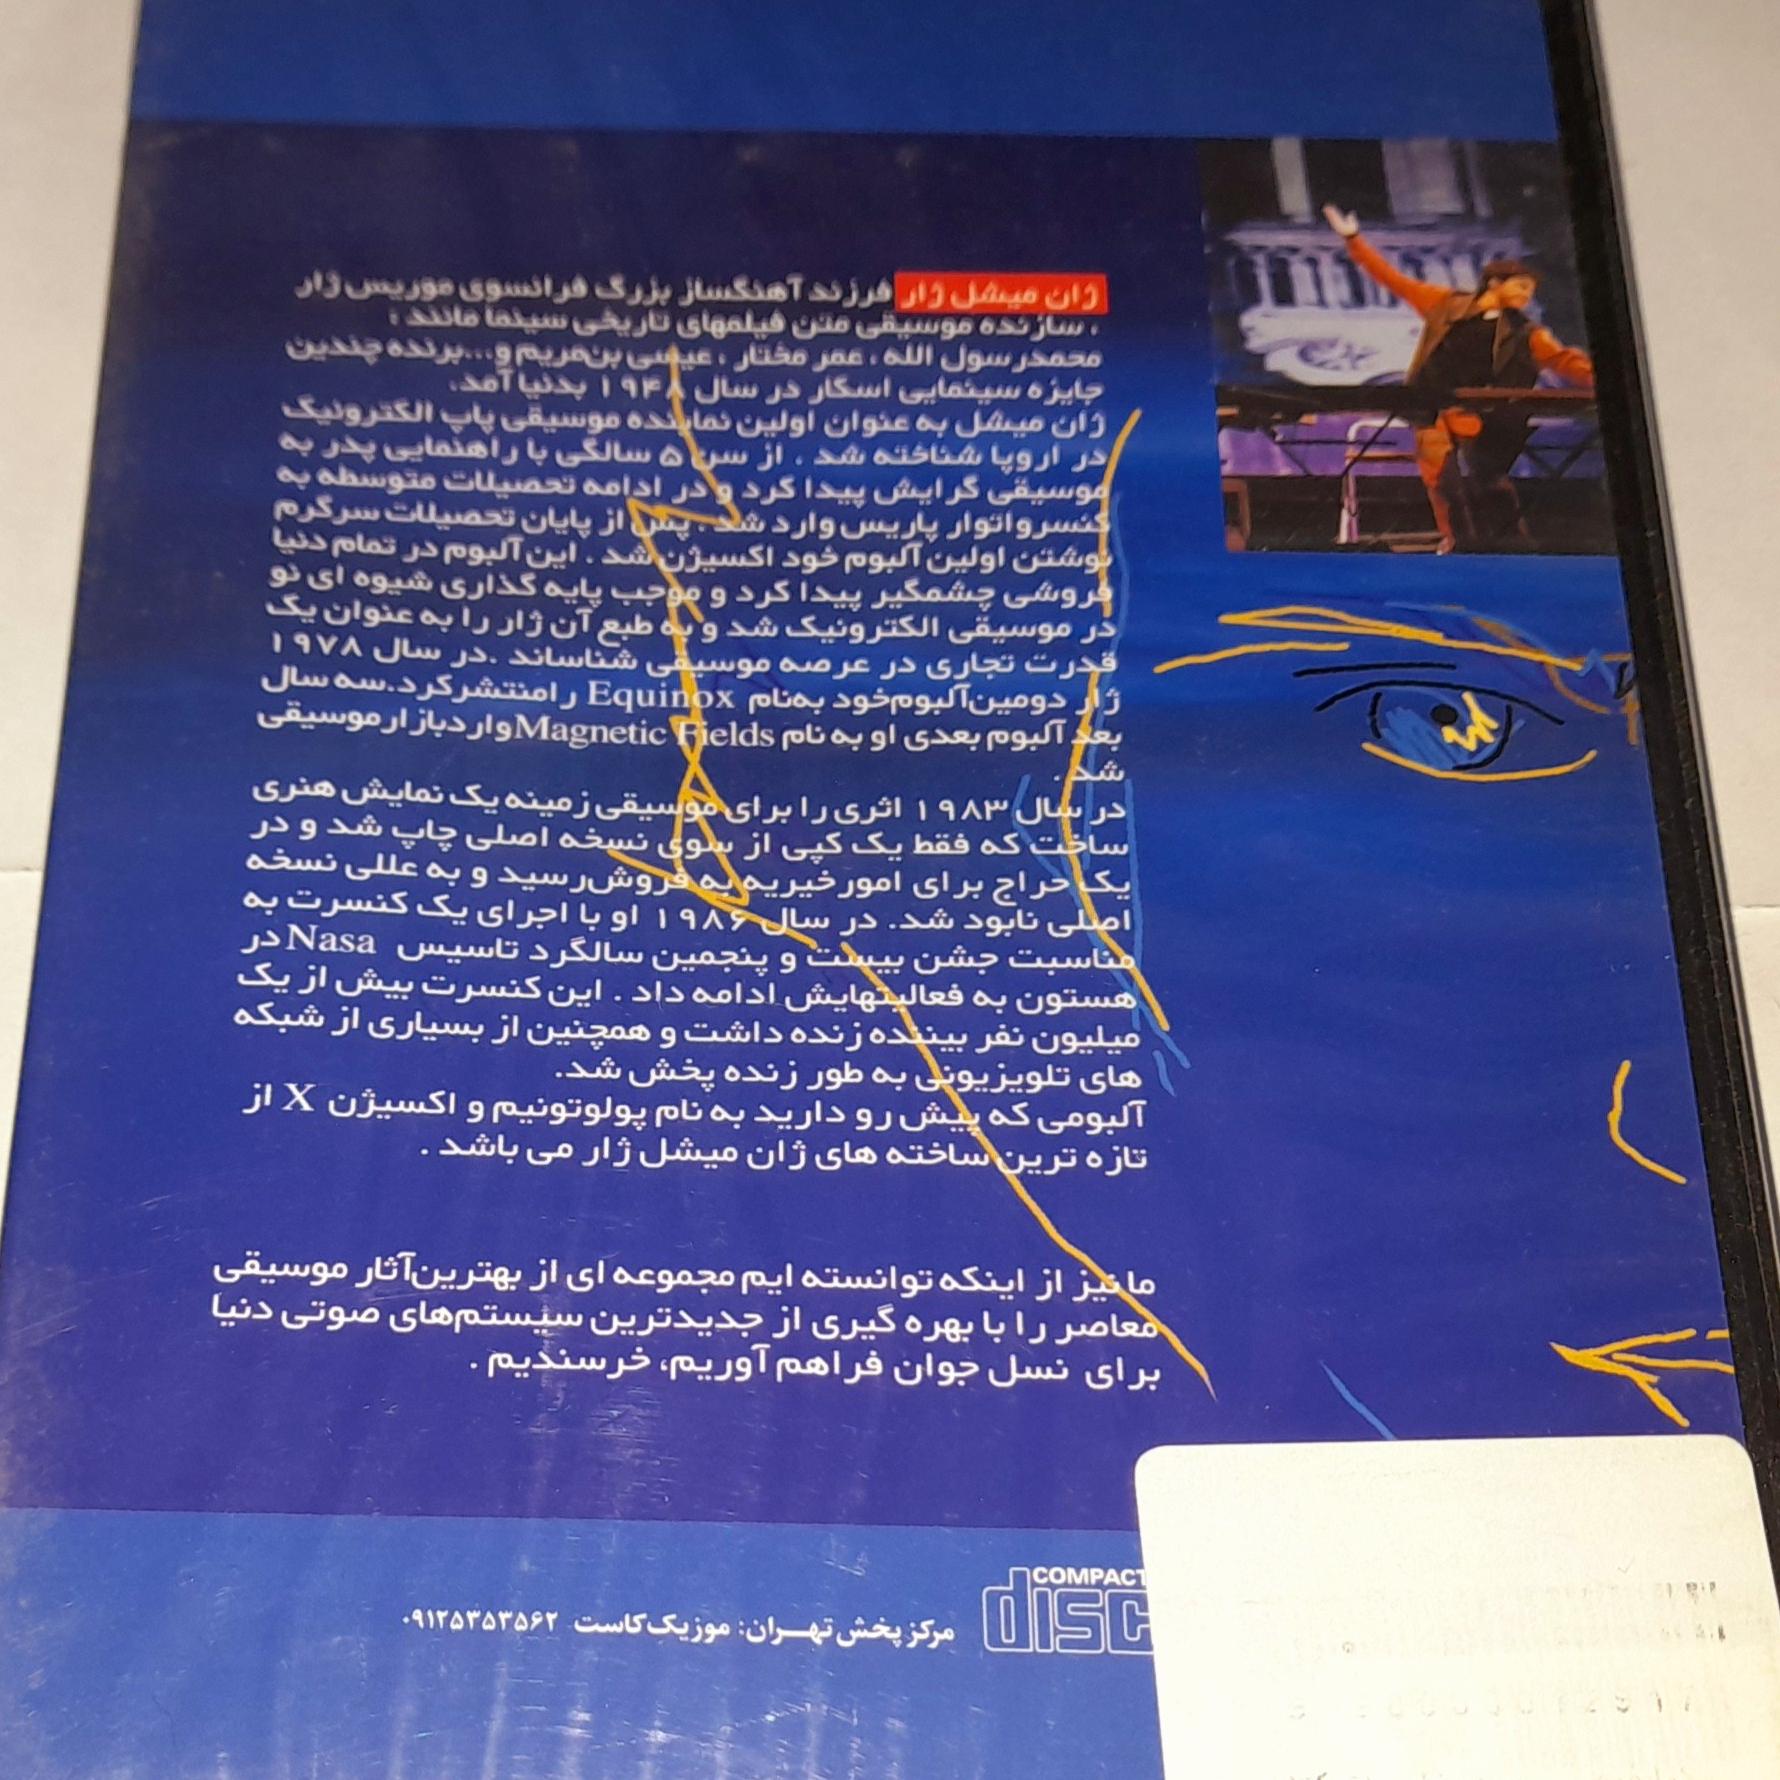 ژان میشل ژار فرزند آهنگساز بزرگ فرانسوی موریس ژار
، سازنده موسیقی متن فیلمهای تاریخی سینما مانند :
محمدرسول الله ، عمر مختار ، عیسی بن‌مریم و...برنده چندین
جایزه سینمایی اسکار در سال ۱۹۴۸ بدنیا آمد.
ژان میشل به عنوان اولین نماینده موسیقی پاپ الکترونیک
در اروپا شناخته شد . از سن ۵ سالگی با راهنمایی پدر به
موسیقی گرایش پیدا کرد و در ادامه تحصیلات متوسطه به
کنسرواتوار پاریس وارد شد . پس از پایان تحصیلات سرگرم
نوشتن اولین آلبوم خود اکسیژن شد . این آلبوم در تمام دنیا
فروشی چشمگیر پیدا کرد و موجب پایه گذاری شیوه ای نو
در موسیقی الکترونیک شد و به طبع آن ژار را به عنوان یک
قدرت تجاری در عرصه موسیقی شناساند .در سال ۱۹۷۸
ژار دومین‌آلبوم‌خود به‌نام Equinox رامنتشرکرد.سه سال
بعد آلبوم بعدی او به نام Magnetic Fieldsواردبازارموسیقی
شد .
در سال ۱۹۸۳ اثری را برای موسیقی زمینه یک نمایش هنری
ساخت که فقط یک کپی از سوی نسخه اصلی چاپ شد و در
یک حراج برای امورخیریه به فروش‌رسید و به عللی نسخه
اصلی نابود شد. در سال ۱۹۸۶ او با اجرای یک کنسرت به
مناسبت جشن بیست و پنجمین سالگرد تاسیس Nasa در
هستون به فعالیتهایش ادامه داد . این کنسرت بیش از یک
میلیون نفر بیننده زنده داشت و همچنین از بسیاری از شبکه
های تلویزیونی به طور زنده پخش شد.
آلبومی که پیش رو دارید به نام پولوتونیم و اکسیژن X از
تازه ترین ساخته های ژان میشل ژار می باشد .
ما نیز از اینکه توانسته ایم مجموعه ای از بهترین‌آثار موسیقی
معاصر را با بهره گیری از جدیدترین سیستم‌های صوتی دنیا
برای نسل جوان فراهم آوریم، خرسندیم .
COMPACT
disc
مرکز پخش تهــران: موزیک‌کاست ۰۹۱۲۵۳۵۳۵۶۲